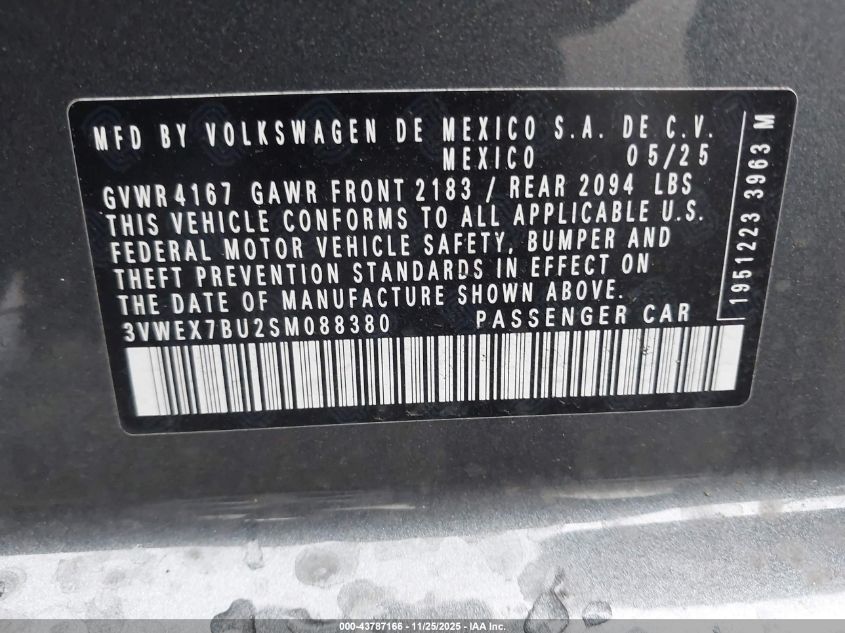 MFD BY VOLKSWAGEN DE MEXICO S.A. DE C.V.
MEXICO 05/25
GVWR 4167 GAWR FRONT 2183 / REAR 2094 LBS
THIS VEHICLE CONFORMS TO ALL APPLICABLE U.S.
FEDERAL MOTOR VEHICLE SAFETY, BUMPER AND
THEFT PREVENTION STANDARDS IN EFFECT ON
THE DATE OF MANUFACTURE SHOWN ABOVE.
3VWEX7BU2SM088380 PASSENGER CAR
1951223 3963 M
000-43787166 - 11/25/2025 - IAA Inc.